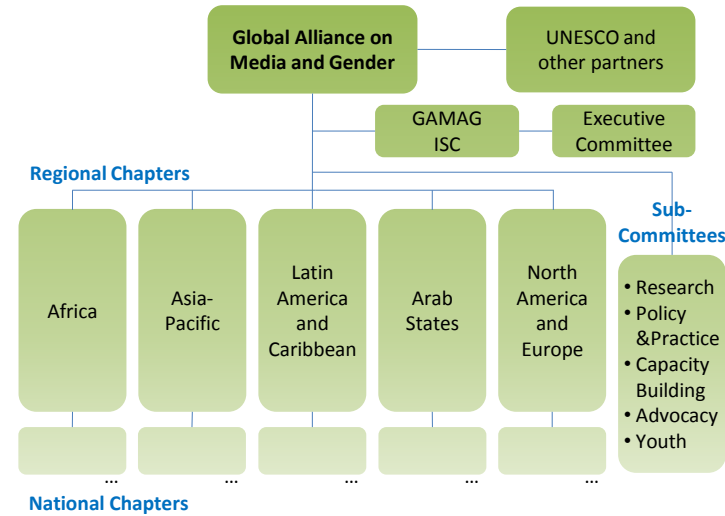 Global Alliance on
Media and Gender
UNESCO and
other partners
GAMAG
ISC
Executive
Committee
Regional Chapters
Sub-
Committees
Africa
Asia-
Pacific
Latin
America
and
Caribbean
Arab
States
North
America
and
Europe
• Research
• Policy
&Practice
• Capacity
Building
• Advocacy
• Youth
...
...
...
...
...
National Chapters